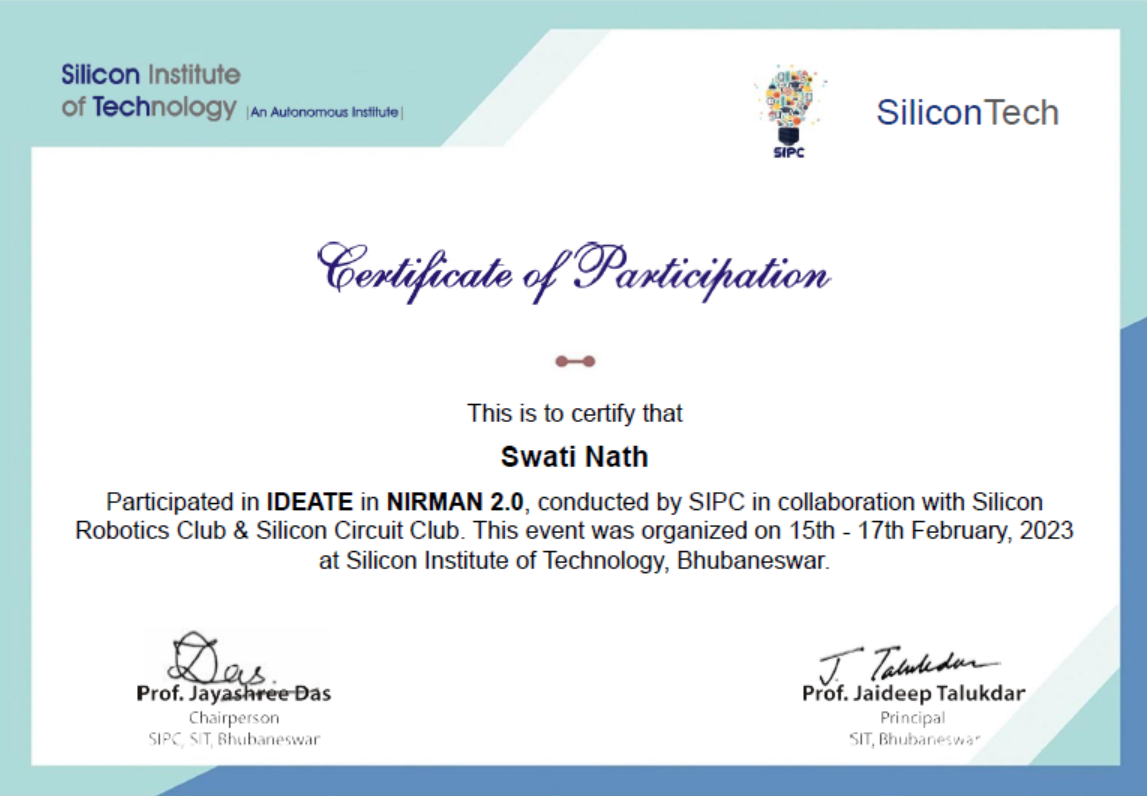 Silicon Institute
of Technology |An Autonomous Institute|
SIPC
SiliconTech
Certificate of Participation
This is to certify that
Swati Nath
Participated in IDEATE in NIRMAN 2.0, conducted by SIPC in collaboration with Silicon
Robotics Club & Silicon Circuit Club. This event was organized on 15th - 17th February, 2023
at Silicon Institute of Technology, Bhubaneswar.
Das.
Prof. Jayashree Das
Chairperson
SIPC, SIT, Bhubaneswar
J. Talukdar
Prof. Jaideep Talukdar
Principal
SIT, Bhubaneswar